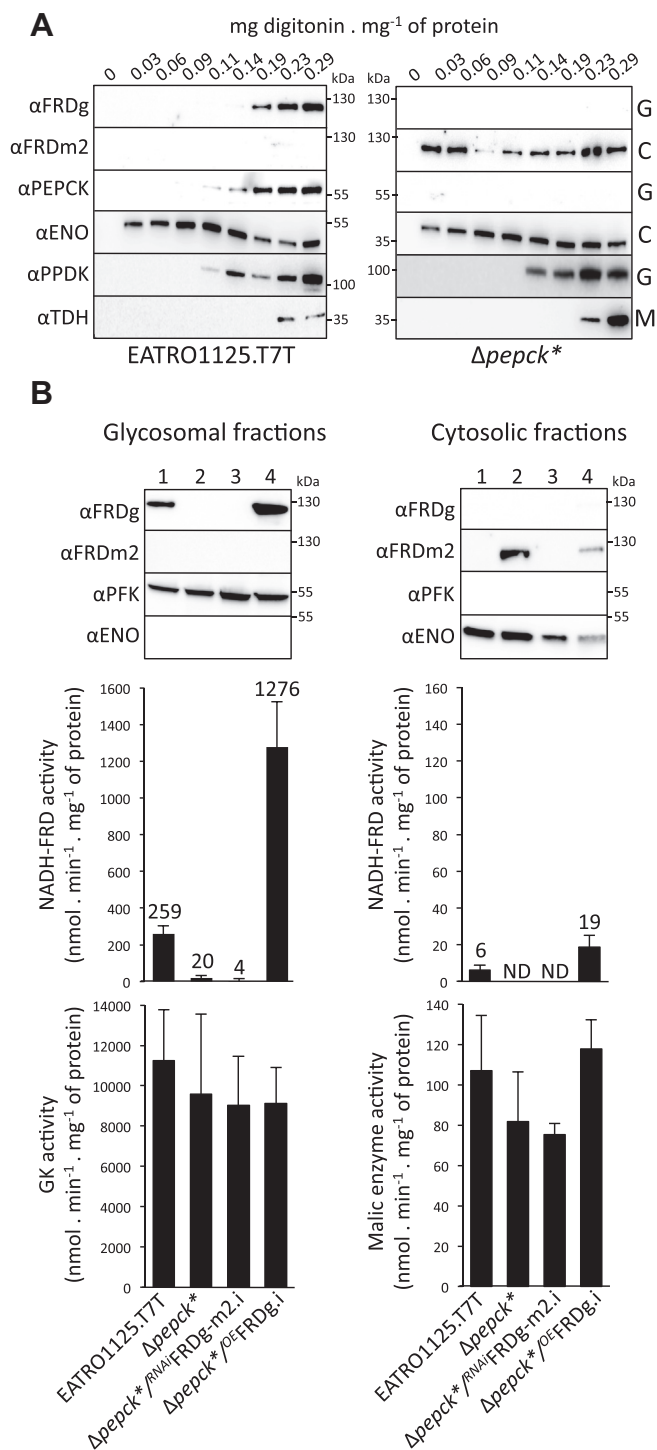 A
mg digitonin . mg⁻¹ of protein
0 0.03 0.06 0.09 0.11 0.14 0.19 0.23 0.29 kDa
kDa 0 0.03 0.06 0.09 0.11 0.14 0.19 0.23 0.29
αFRDg 130 130 G
αFRDm2 130 130 C
αPEPCK 55 55 G
αENO 55 35 C
αPPDK 100 100 G
αTDH 35 35 M
EATRO1125.T7T Δpepck*
B
Glycosomal fractions
1 2 3 4 kDa
αFRDg 130
αFRDm2 130
αPFK 55
αENO 55
Cytosolic fractions
1 2 3 4 kDa
αFRDg 130
αFRDm2 130
αPFK 55
αENO 55
NADH-FRD activity
(nmol . min⁻¹ . mg⁻¹ of protein)
1600
1400
1200
1000
800
600
400
200
0
259 20 4 1276
NADH-FRD activity
(nmol . min⁻¹ . mg⁻¹ of protein)
160
140
120
100
80
60
40
20
0
6 ND ND 19
GK activity
(nmol . min⁻¹ . mg⁻¹ of protein)
14000
12000
10000
8000
6000
4000
2000
0
EATRO1125.T7T
Δpepck*
Δpepck*/ᴿᴺᴬⁱFRDg-m2.i
Δpepck*/ᴼᴱFRDg.i
Malic enzyme activity
(nmol . min⁻¹ . mg⁻¹ of protein)
140
120
100
80
60
40
20
0
EATRO1125.T7T
Δpepck*
Δpepck*/ᴿᴺᴬⁱFRDg-m2.i
Δpepck*/ᴼᴱFRDg.i